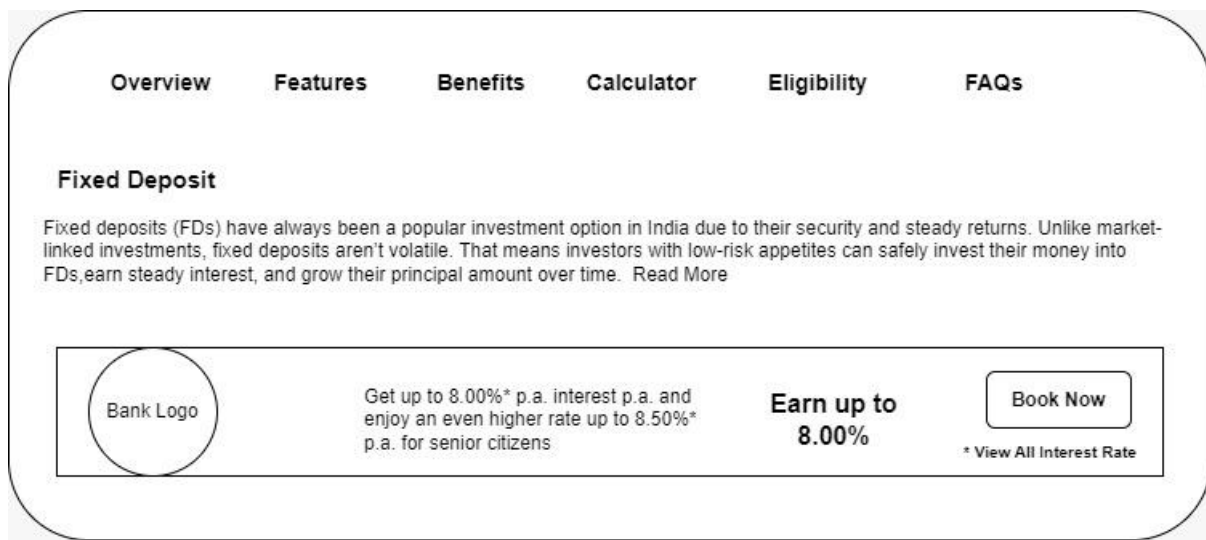 Overview Features Benefits Calculator Eligibility FAQs
Fixed Deposit
Fixed deposits (FDs) have always been a popular investment option in India due to their security and steady returns. Unlike market-
linked investments, fixed deposits aren't volatile. That means investors with low-risk appetites can safely invest their money into
FDs,earn steady interest, and grow their principal amount over time. Read More
Bank Logo
Get up to 8.00%* p.a. interest p.a. and
enjoy an even higher rate up to 8.50%*
p.a. for senior citizens
Earn up to
8.00%
Book Now
* View All Interest Rate